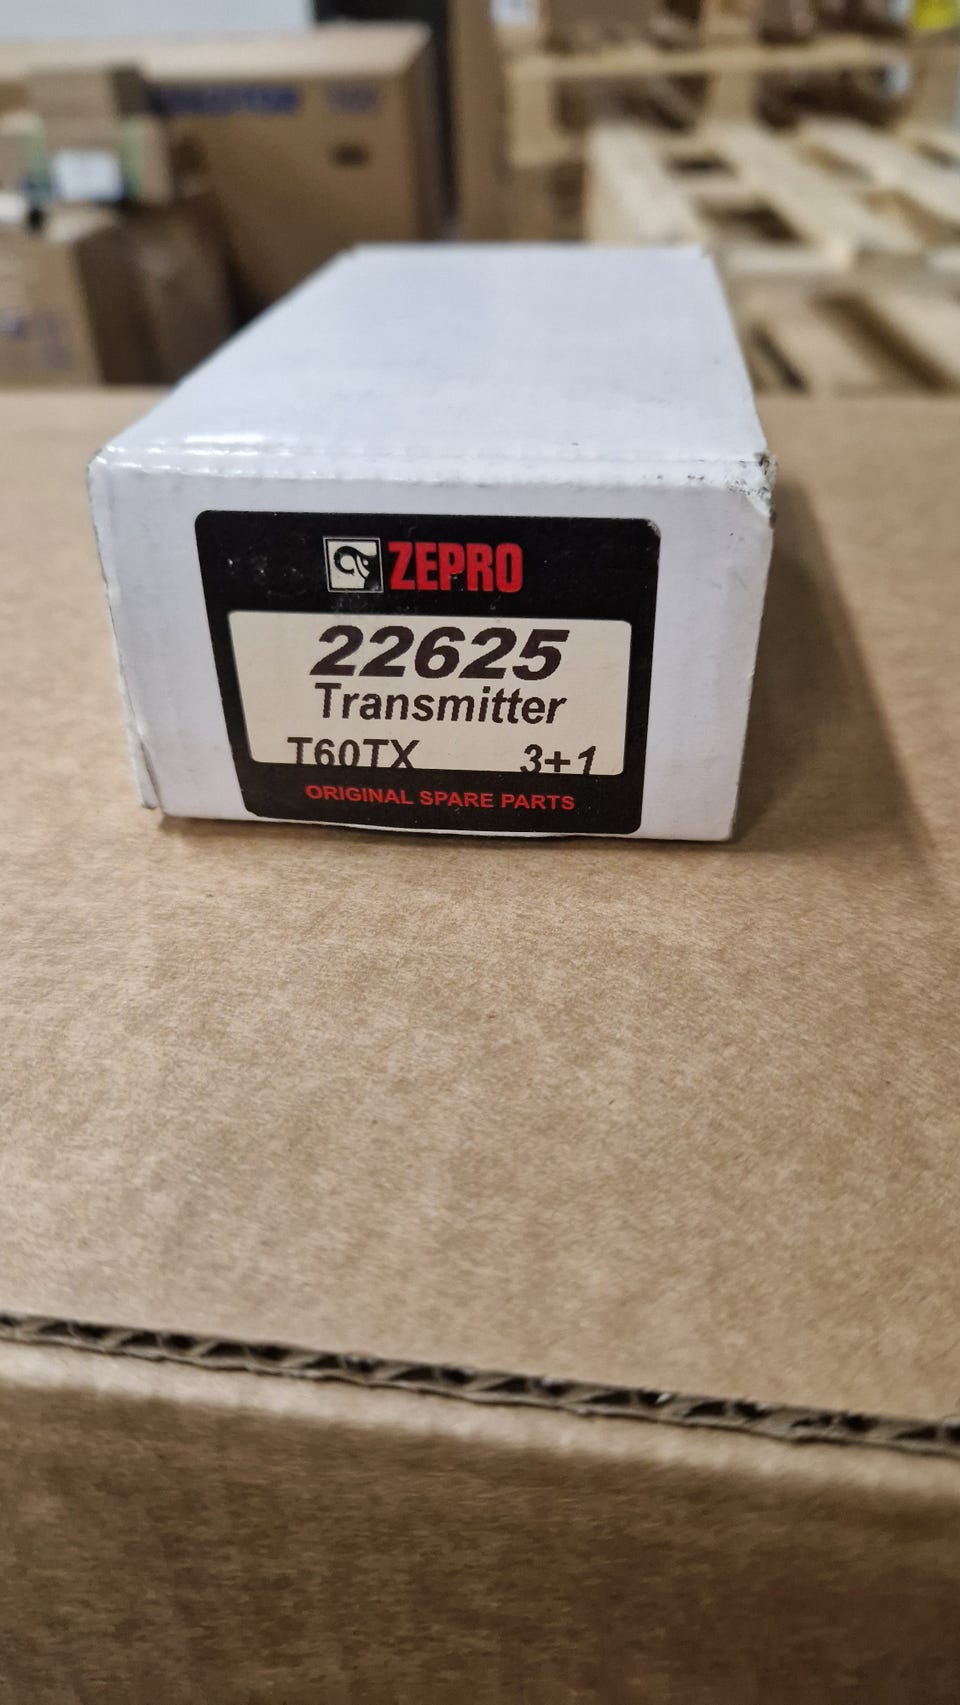 ZEPRO
22625
Transmitter
T60TX 3+1
ORIGINAL SPARE PARTS